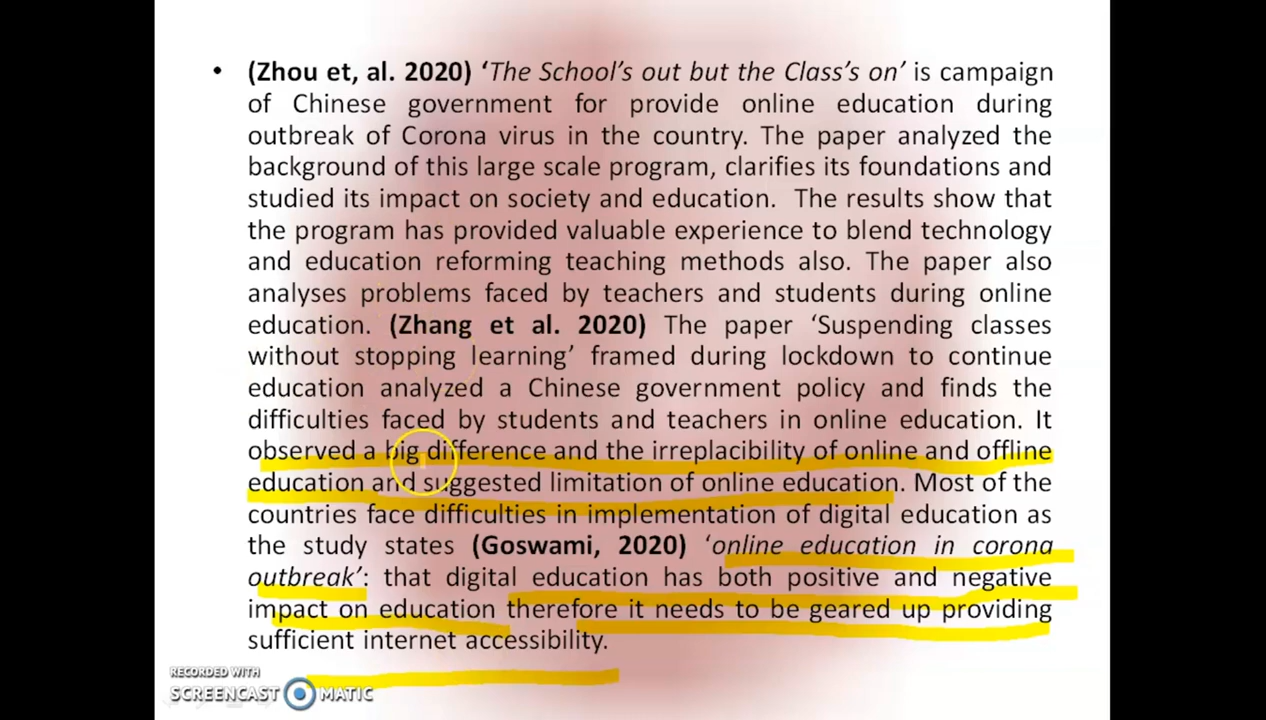 • (Zhou et, al. 2020) ‘The School’s out but the Class’s on’ is campaign
of Chinese government for provide online education during
outbreak of Corona virus in the country. The paper analyzed the
background of this large scale program, clarifies its foundations and
studied its impact on society and education. The results show that
the program has provided valuable experience to blend technology
and education reforming teaching methods also. The paper also
analyses problems faced by teachers and students during online
education. (Zhang et al. 2020) The paper ‘Suspending classes
without stopping learning’ framed during lockdown to continue
education analyzed a Chinese government policy and finds the
difficulties faced by students and teachers in online education. It
observed a big difference and the irreplacibility of online and offline
education and suggested limitation of online education. Most of the
countries face difficulties in implementation of digital education as
the study states (Goswami, 2020) ‘online education in corona
outbreak’: that digital education has both positive and negative
impact on education therefore it needs to be geared up providing
sufficient internet accessibility.
RECORDED WITH
SCREENCAST MATIC